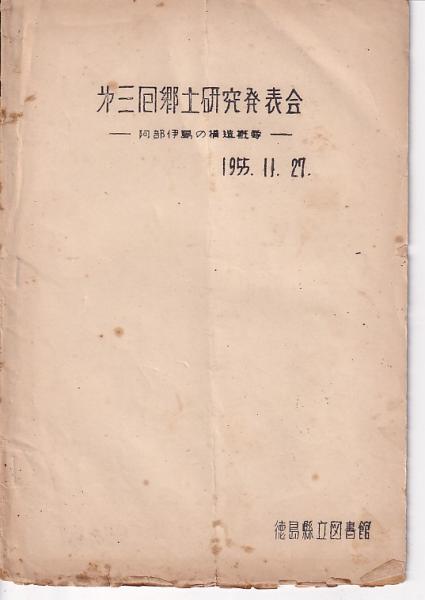 才三回郷土研究発表会
— 阿部伊島の構造概要 —
1955. 11. 27.
徳島縣立図書館